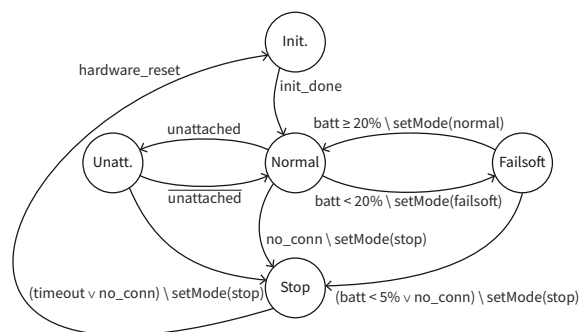 Init.
hardware_reset
init_done
unattached
batt ≥ 20% \ setMode(normal)
Unatt.
Normal
Failsoft
unattached
batt < 20% \ setMode(failsoft)
no_conn \ setMode(stop)
Stop
(timeout ∨ no_conn) \ setMode(stop)
(batt < 5% ∨ no_conn) \ setMode(stop)